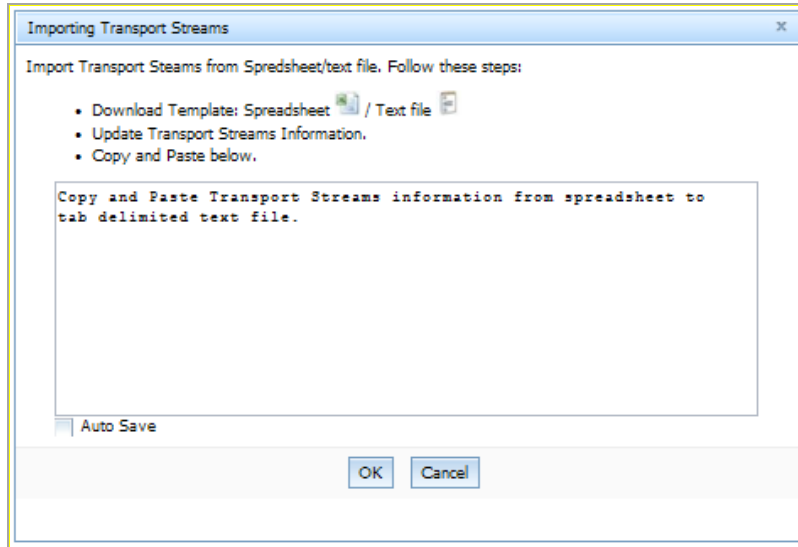 Importing Transport Streams
Import Transport Steams from Spredsheet/text file. Follow these steps:
• Download Template: Spreadsheet / Text file
• Update Transport Streams Information.
• Copy and Paste below.
Copy and Paste Transport Streams information from spreadsheet to
tab delimited text file.
Auto Save
OK Cancel